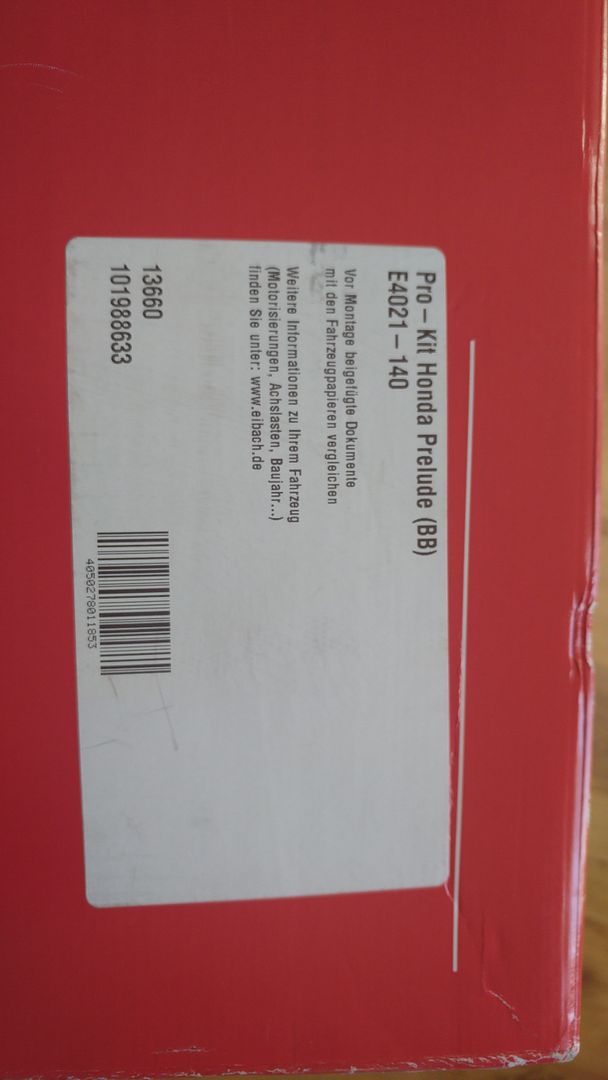 Pro – Kit Honda Prelude (BB)
E4021 – 140
Vor Montage beigefügte Dokumente
mit den Fahrzeugpapieren vergleichen
Weitere Informationen zu Ihrem Fahrzeug
(Motorisierungen, Achslasten, Baujahr...)
finden Sie unter: www.eibach.de
13660
101988633
4050278011853